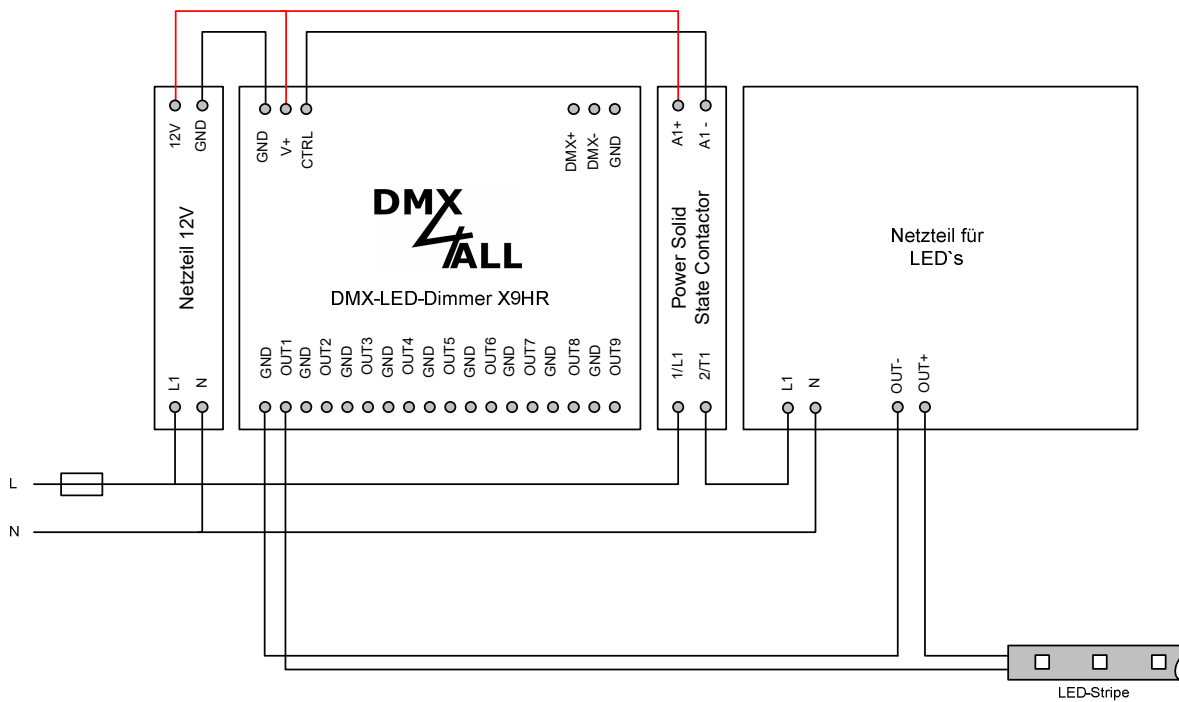 12V
GND
Netzteil 12V
L1
N
GND
V+
CTRL
DMX+
DMX-
GND
DMX
4
ALL
DMX-LED-Dimmer X9HR
GND
OUT1
GND
OUT2
GND
OUT3
GND
OUT4
GND
OUT5
GND
OUT6
GND
OUT7
GND
OUT8
GND
OUT9
A1+
A1 -
Power Solid
State Contactor
1/L1
2/T1
Netzteil für
LED`s
L1
N
OUT-
OUT+
L
N
LED-Stripe